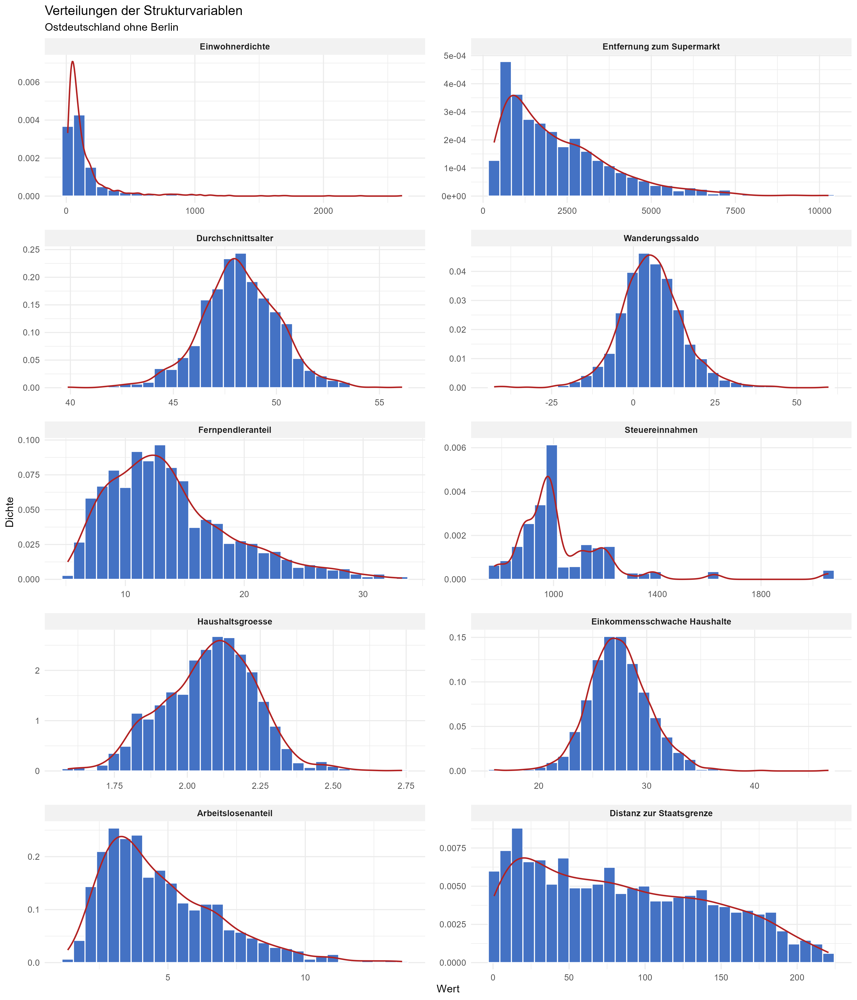 Verteilungen der Strukturvariablen
Ostdeutschland ohne Berlin
Einwohnerdichte
0.006
0.004
0.002
0.000
0 1000 2000
Entfernung zum Supermarkt
5e-04
4e-04
3e-04
2e-04
1e-04
0e+00
0 2500 5000 7500 10000
Durchschnittsalter
0.25
0.20
0.15
0.10
0.05
0.00
40 45 50 55
Wanderungssaldo
0.04
0.03
0.02
0.01
0.00
-25 0 25 50
Dichte
Fernpendleranteil
0.100
0.075
0.050
0.025
0.000
10 20 30
Steuereinnahmen
0.006
0.004
0.002
0.000
1000 1400 1800
Haushaltsgroesse
2
1
0
1.75 2.00 2.25 2.50 2.75
Einkommensschwache Haushalte
0.15
0.10
0.05
0.00
20 30 40
Arbeitslosenanteil
0.2
0.1
0.0
5 10
Distanz zur Staatsgrenze
0.0075
0.0050
0.0025
0.0000
0 50 100 150 200
Wert